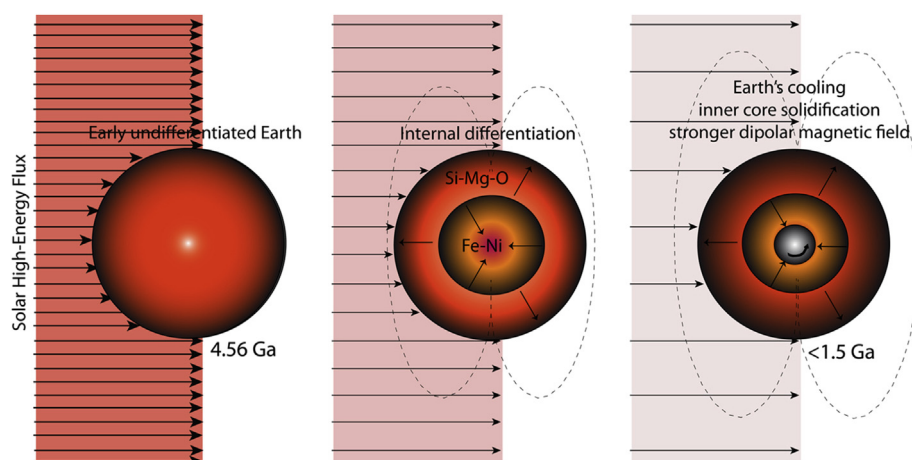 Solar High-Energy Flux
Early undifferentiated Earth
4.56 Ga
Internal differentiation
Si-Mg-O
Fe-Ni
Earth's cooling
inner core solidification
stronger dipolar magnetic field
<1.5 Ga